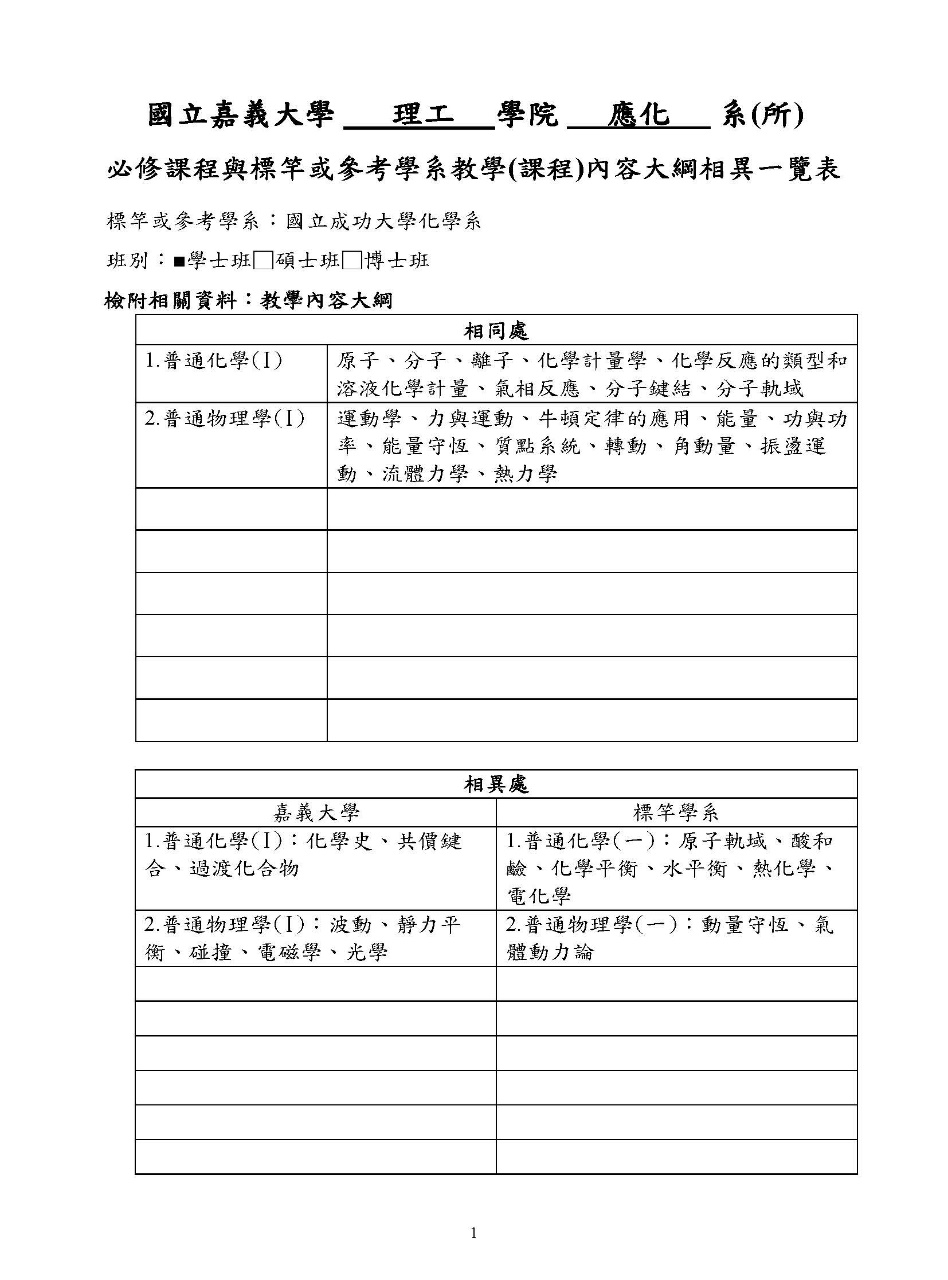 國立嘉義大學 理工 學院 應化 系(所)
必修課程與標竿或參考學系教學(課程)內容大綱相異一覽表
標竿或參考學系：國立成功大學化學系
班別：■學士班□碩士班□博士班
檢附相關資料：教學內容大綱
相同處
1.普通化學(I)
原子、分子、離子、化學計量學、化學反應的類型和
溶液化學計量、氣相反應、分子鍵結、分子軌域
2.普通物理學(I)
運動學、力與運動、牛頓定律的應用、能量、功與功
率、能量守恆、質點系統、轉動、角動量、振盪運
動、流體力學、熱力學
相異處
嘉義大學
標竿學系
1.普通化學(I)：化學史、共價鍵
合、過渡化合物
1.普通化學(一)：原子軌域、酸和
鹼、化學平衡、水平衡、熱化學、
電化學
2.普通物理學(I)：波動、靜力平
衡、碰撞、電磁學、光學
2.普通物理學(一)：動量守恆、氣
體動力論
1